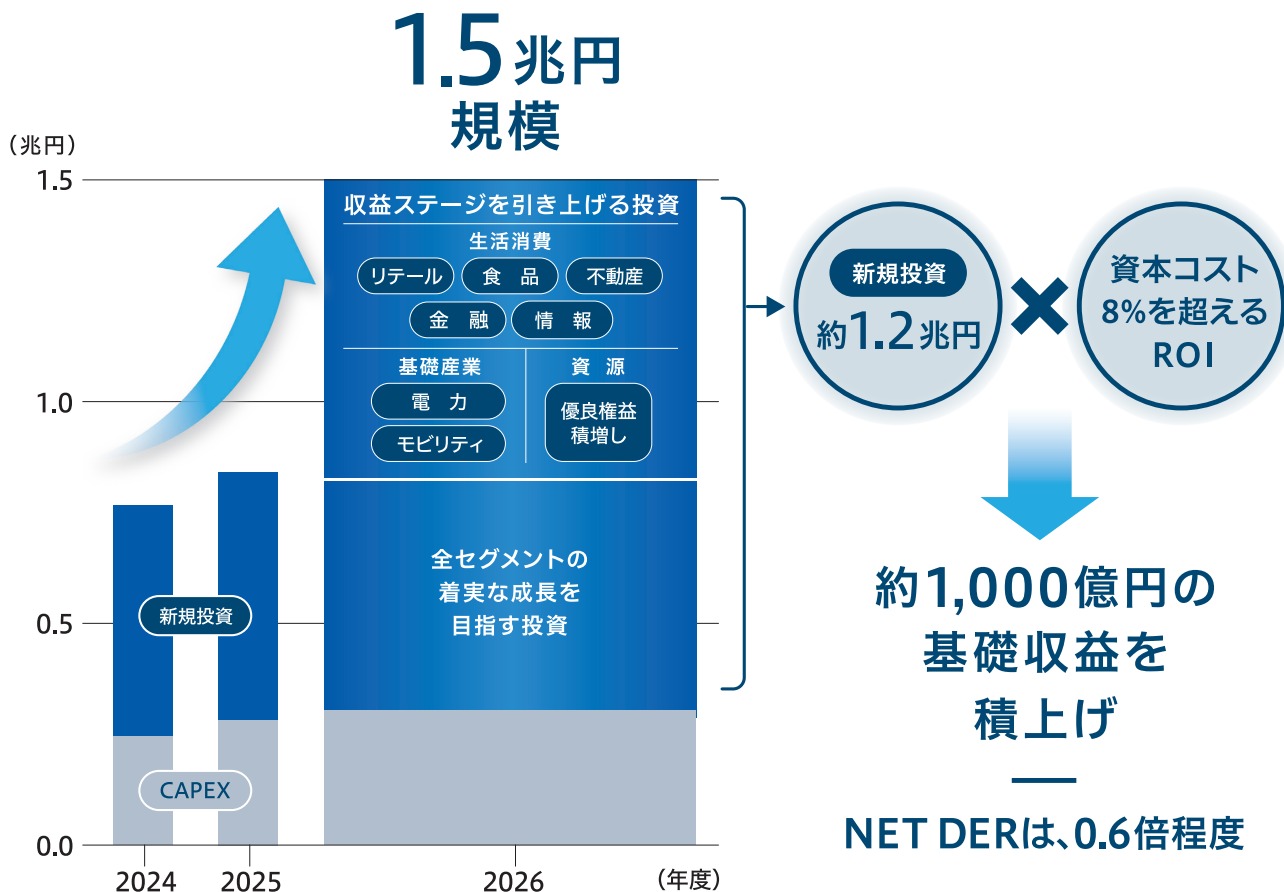 1.5兆円
規模
(兆円)
1.5
1.0
0.5
0.0
収益ステージを引き上げる投資
生活消費
リテール 食品 不動産
金融 情報
基礎産業
電力
モビリティ
資源
優良権益
積増し
全セグメントの
着実な成長を
目指す投資
新規投資
CAPEX
2024 2025 2026 (年度)
新規投資
約1.2兆円
資本コスト
8%を超える
ROI
約1,000億円の
基礎収益を
積上げ
NET DERは、0.6倍程度